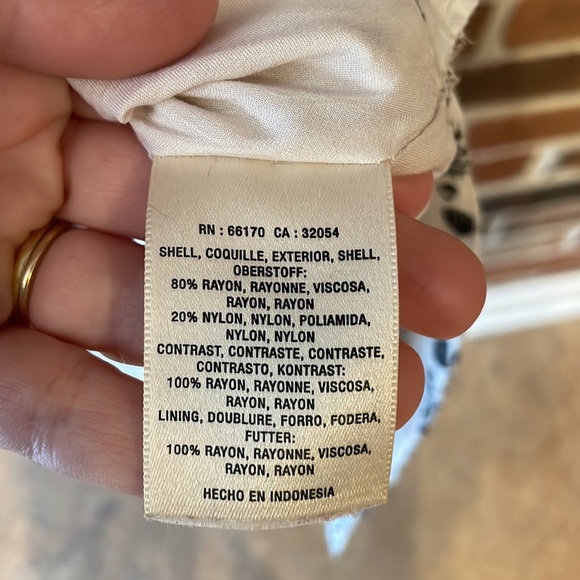 RN : 66170 CA : 32054
SHELL, COQUILLE, EXTERIOR, SHELL,
OBERSTOFF:
80% RAYON, RAYONNE, VISCOSA,
RAYON, RAYON
20% NYLON, NYLON, POLIAMIDA,
NYLON, NYLON
CONTRAST, CONTRASTE, CONTRASTE,
CONTRASTO, KONTRAST:
100% RAYON, RAYONNE, VISCOSA,
RAYON, RAYON
LINING, DOUBLURE, FORRO, FODERA,
FUTTER:
100% RAYON, RAYONNE, VISCOSA,
RAYON, RAYON
HECHO EN INDONESIA